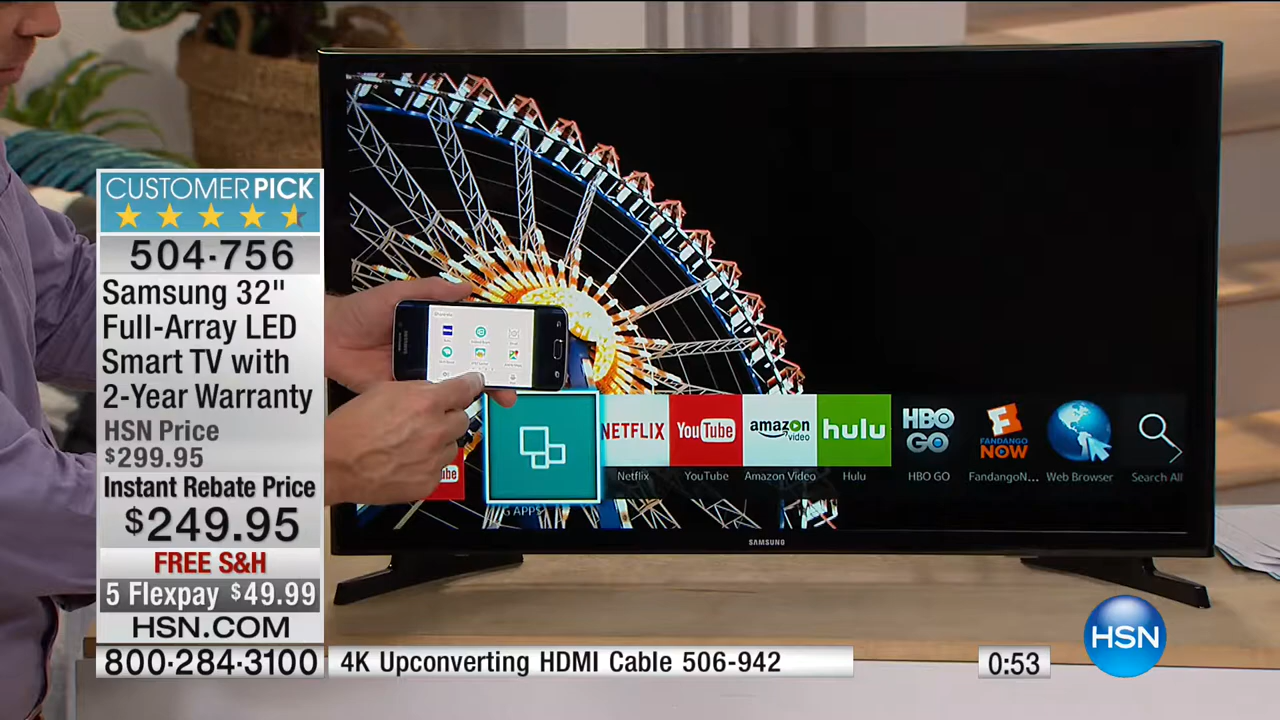 CUSTOMER PICK
504·756
Samsung 32"
Full-Array LED
Smart TV with
2-Year Warranty
HSN Price
$299.95
Instant Rebate Price
$249.95
FREE S&H
5 Flexpay $49.99
HSN.COM
800·284·3100
4K Upconverting HDMI Cable 506-942
0:53
HSN
NETFLIX
YouTube
amazon video
hulu
HBO GO
FANDANGO NOW
Netflix
YouTube
Amazon Video
Hulu
HBO GO
FandangoN...
Web Browser
Search All
G APPS
SAMSUNG